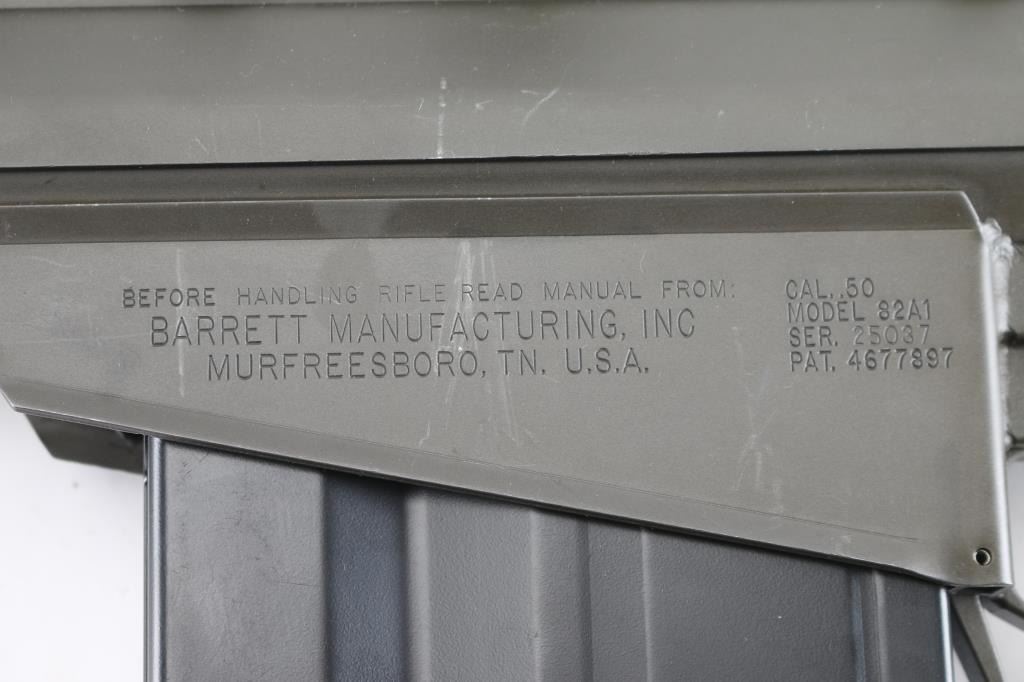 BEFORE HANDLING RIFLE READ MANUAL FROM:
BARRETT MANUFACTURING, INC
MURFREESBORO, TN. U.S.A.
CAL. .50
MODEL 82A1
SER. 25037
PAT. 4677897